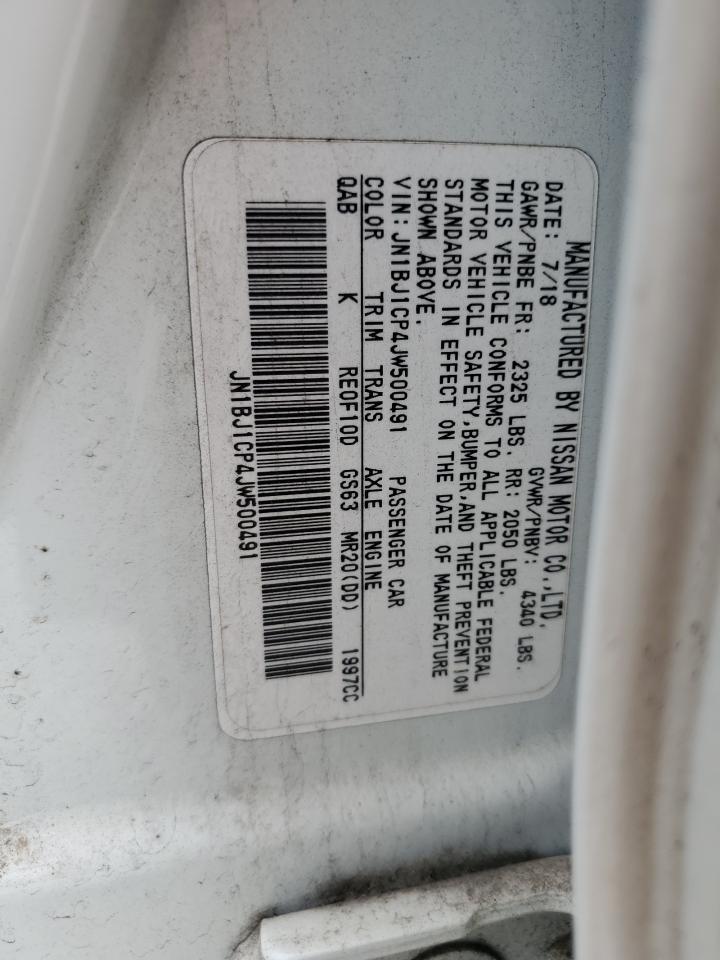 MANUFACTURED BY NISSAN MOTOR CO.,LTD.
DATE: 7/18 GVWR/PNBV: 4340 LBS.
GAWR/PNBE FR: 2325 LBS. RR: 2050 LBS.
THIS VEHICLE CONFORMS TO ALL APPLICABLE FEDERAL
MOTOR VEHICLE SAFETY,BUMPER,AND THEFT PREVENTION
STANDARDS IN EFFECT ON THE DATE OF MANUFACTURE
SHOWN ABOVE.
VIN:JN1BJ1CP4JW500491 PASSENGER CAR
COLOR TRIM TRANS AXLE ENGINE
QAB K RE0F10D GS63 MR20(DD) 1997CC
JN1BJ1CP4JW500491